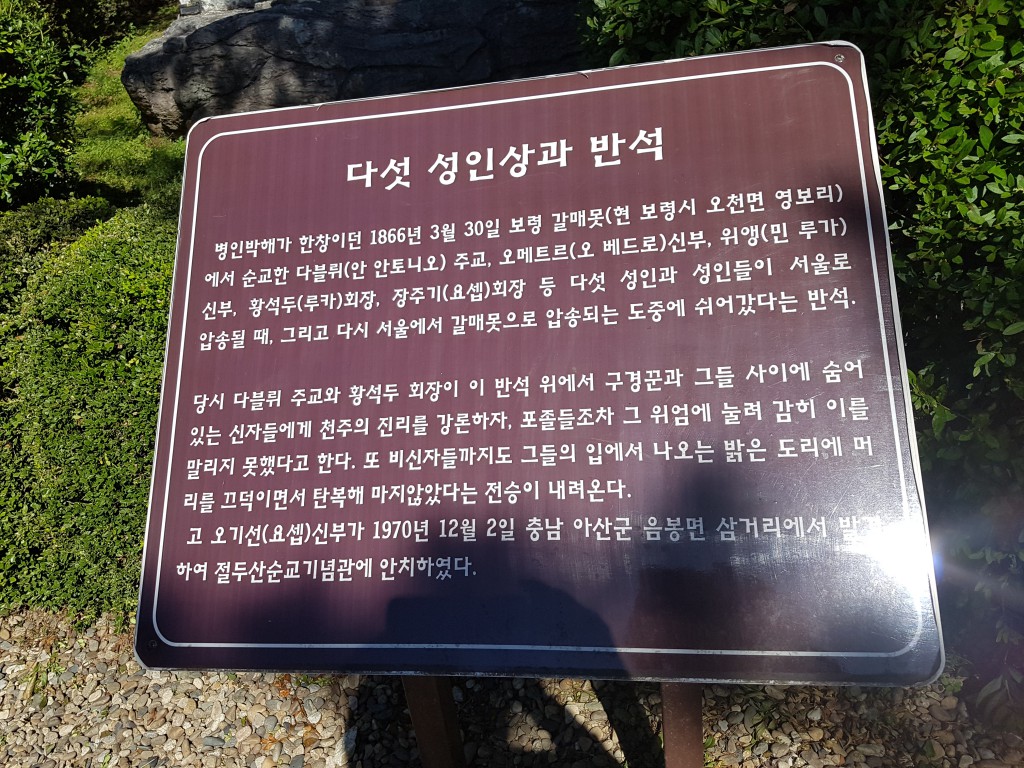 다섯 성인상과 반석
병인박해가 한창이던 1866년 3월 30일 보령 갈매못(현 보령시 오천면 영보리)
에서 순교한 다블뤼(안 안토니오) 주교, 오메트르(오 베드로)신부, 위앵(민 루가)
신부, 황석두(루카)회장, 장주기(요셉)회장 등 다섯 성인과 성인들이 서울로
압송될 때, 그리고 다시 서울에서 갈매못으로 압송되는 도중에 쉬어갔다는 반석.
당시 다블뤼 주교와 황석두 회장이 이 반석 위에서 구경꾼과 그들 사이에 숨어
있는 신자들에게 천주의 진리를 강론하자, 포졸들조차 그 위엄에 눌려 감히 이를
말리지 못했다고 한다. 또 비신자들까지도 그들의 입에서 나오는 밝은 도리에 머
리를 끄덕이면서 탄복해 마지않았다는 전승이 내려온다.
고 오기선(요셉)신부가 1970년 12월 2일 충남 아산군 음봉면 삼거리에서
하여 절두산순교기념관에 안치하였다.